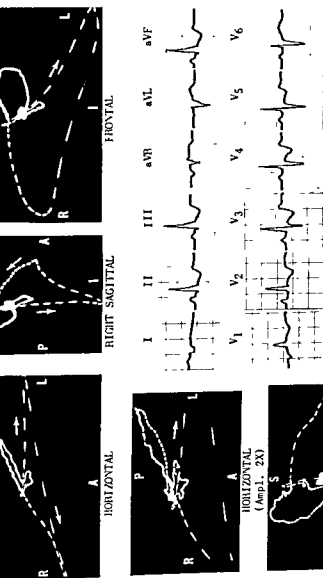 L
R
A
HORIZONTAL
P
A
I
RIGHT SAGITTAL
R
L
I
FRONTAL
P
R
L
A
HORIZONTAL
(Ampl. 2X)
I II III aVR aVL aVF
V1 V2 V3 V4 V5 V6
S